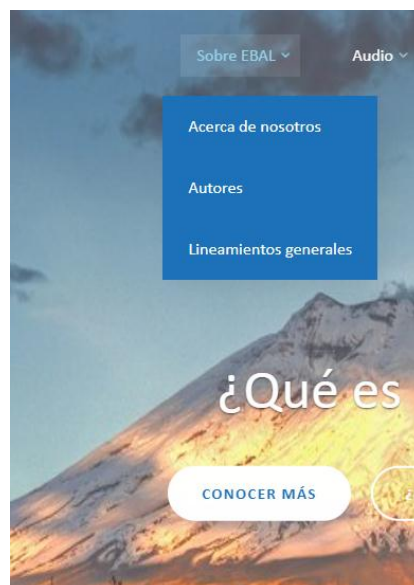 Sobre EBAL Audio
Acerca de nosotros
Autores
Lineamientos generales
¿Qué es
CONOCER MÁS